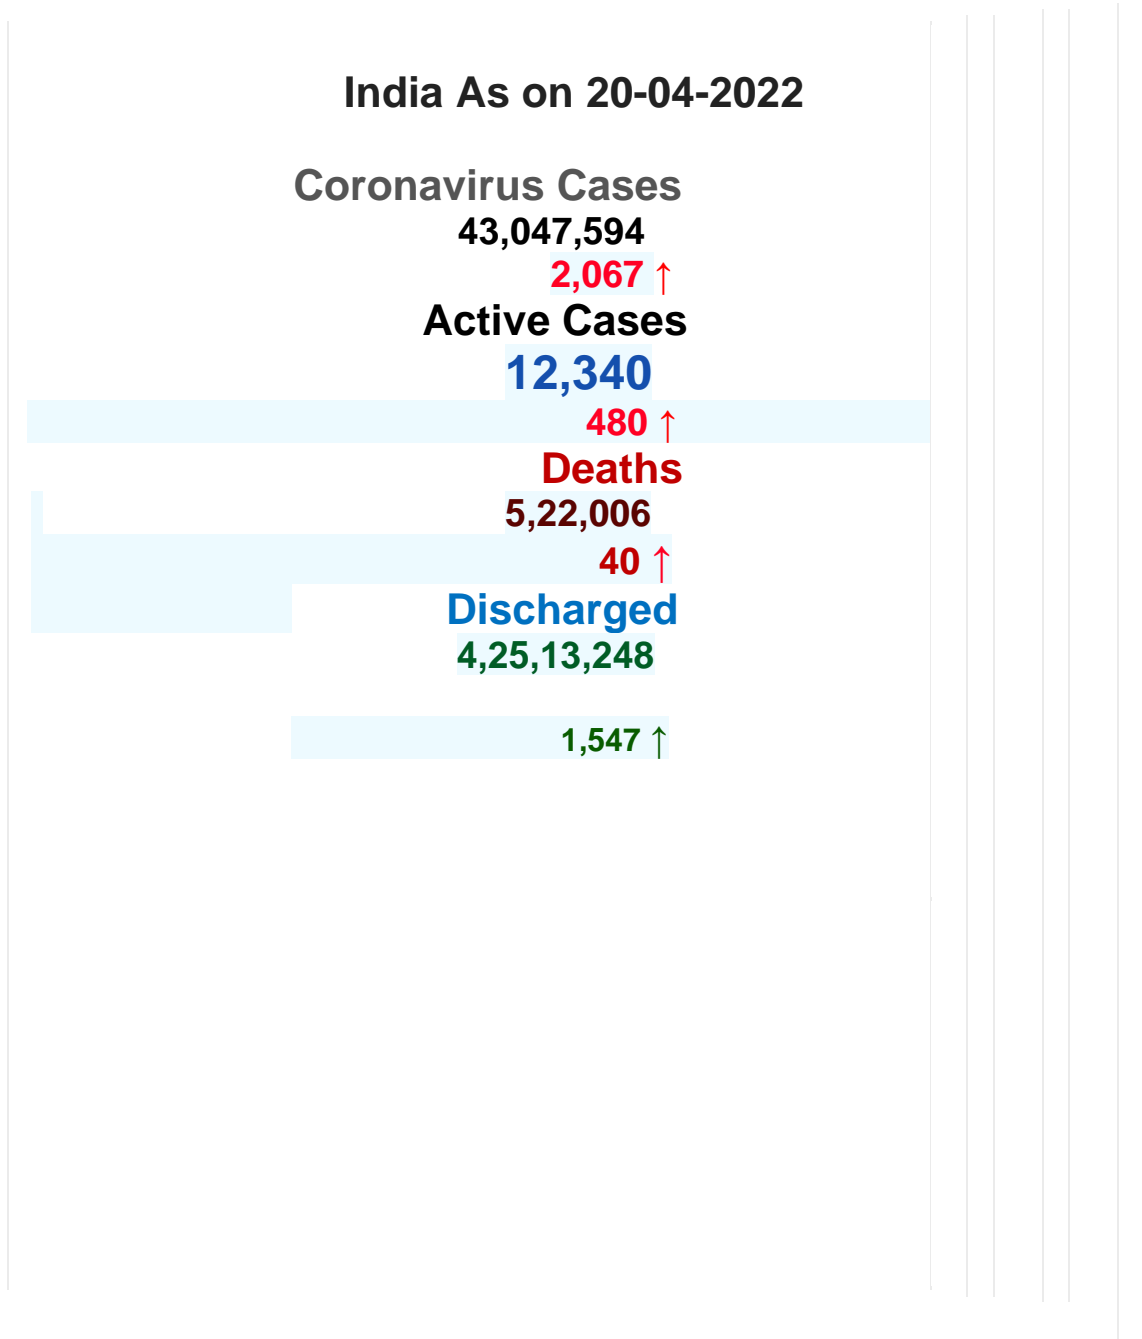 India As on 20-04-2022
Coronavirus Cases
43,047,594
2,067 ↑
Active Cases
12,340
480 ↑
Deaths
5,22,006
40 ↑
Discharged
4,25,13,248
1,547 ↑